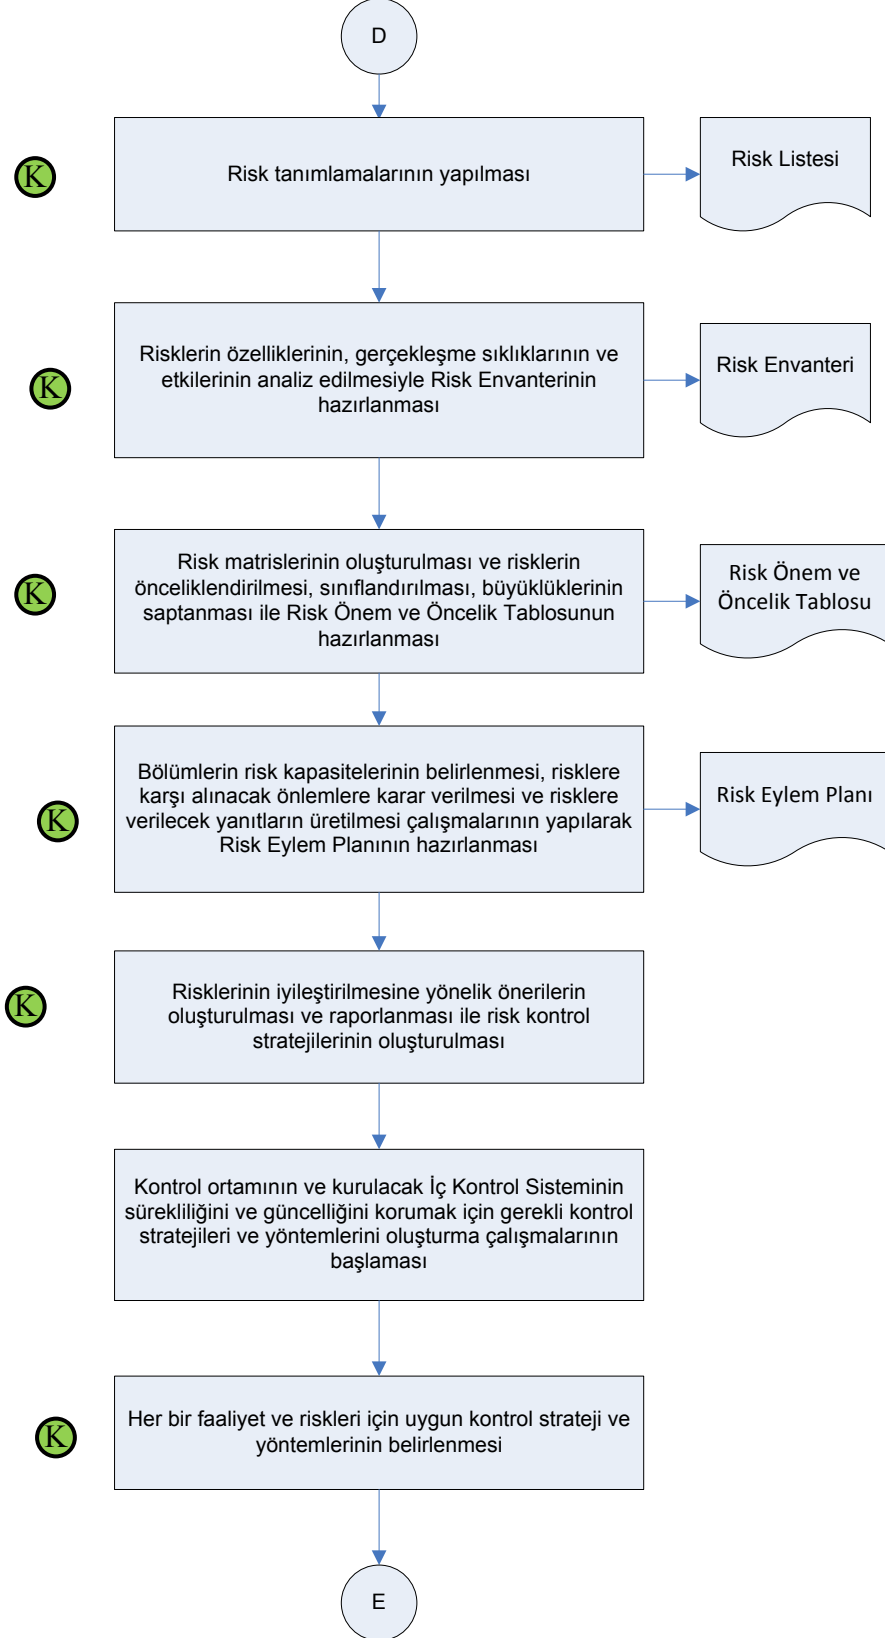 D
K
Risk tanımlamalarının yapılması
Risk Listesi
K
Risklerin özelliklerinin, gerçekleşme sıklıklarının ve
etkilerinin analiz edilmesiyle Risk Envanterinin
hazırlanması
Risk Envanteri
K
Risk matrislerinin oluşturulması ve risklerin
önceliklendirilmesi, sınıflandırılması, büyüklüklerinin
saptanması ile Risk Önem ve Öncelik Tablosunun
hazırlanması
Risk Önem ve
Öncelik Tablosu
K
Bölümlerin risk kapasitelerinin belirlenmesi, risklere
karşı alınacak önlemlere karar verilmesi ve risklere
verilecek yanıtların üretilmesi çalışmalarının yapılarak
Risk Eylem Planının hazırlanması
Risk Eylem Planı
K
Risklerinin iyileştirilmesine yönelik önerilerin
oluşturulması ve raporlanması ile risk kontrol
stratejilerinin oluşturulması
Kontrol ortamının ve kurulacak İç Kontrol Sisteminin
sürekliliğini ve güncelliğini korumak için gerekli kontrol
stratejileri ve yöntemlerini oluşturma çalışmalarının
başlaması
K
Her bir faaliyet ve riskleri için uygun kontrol strateji ve
yöntemlerinin belirlenmesi
E